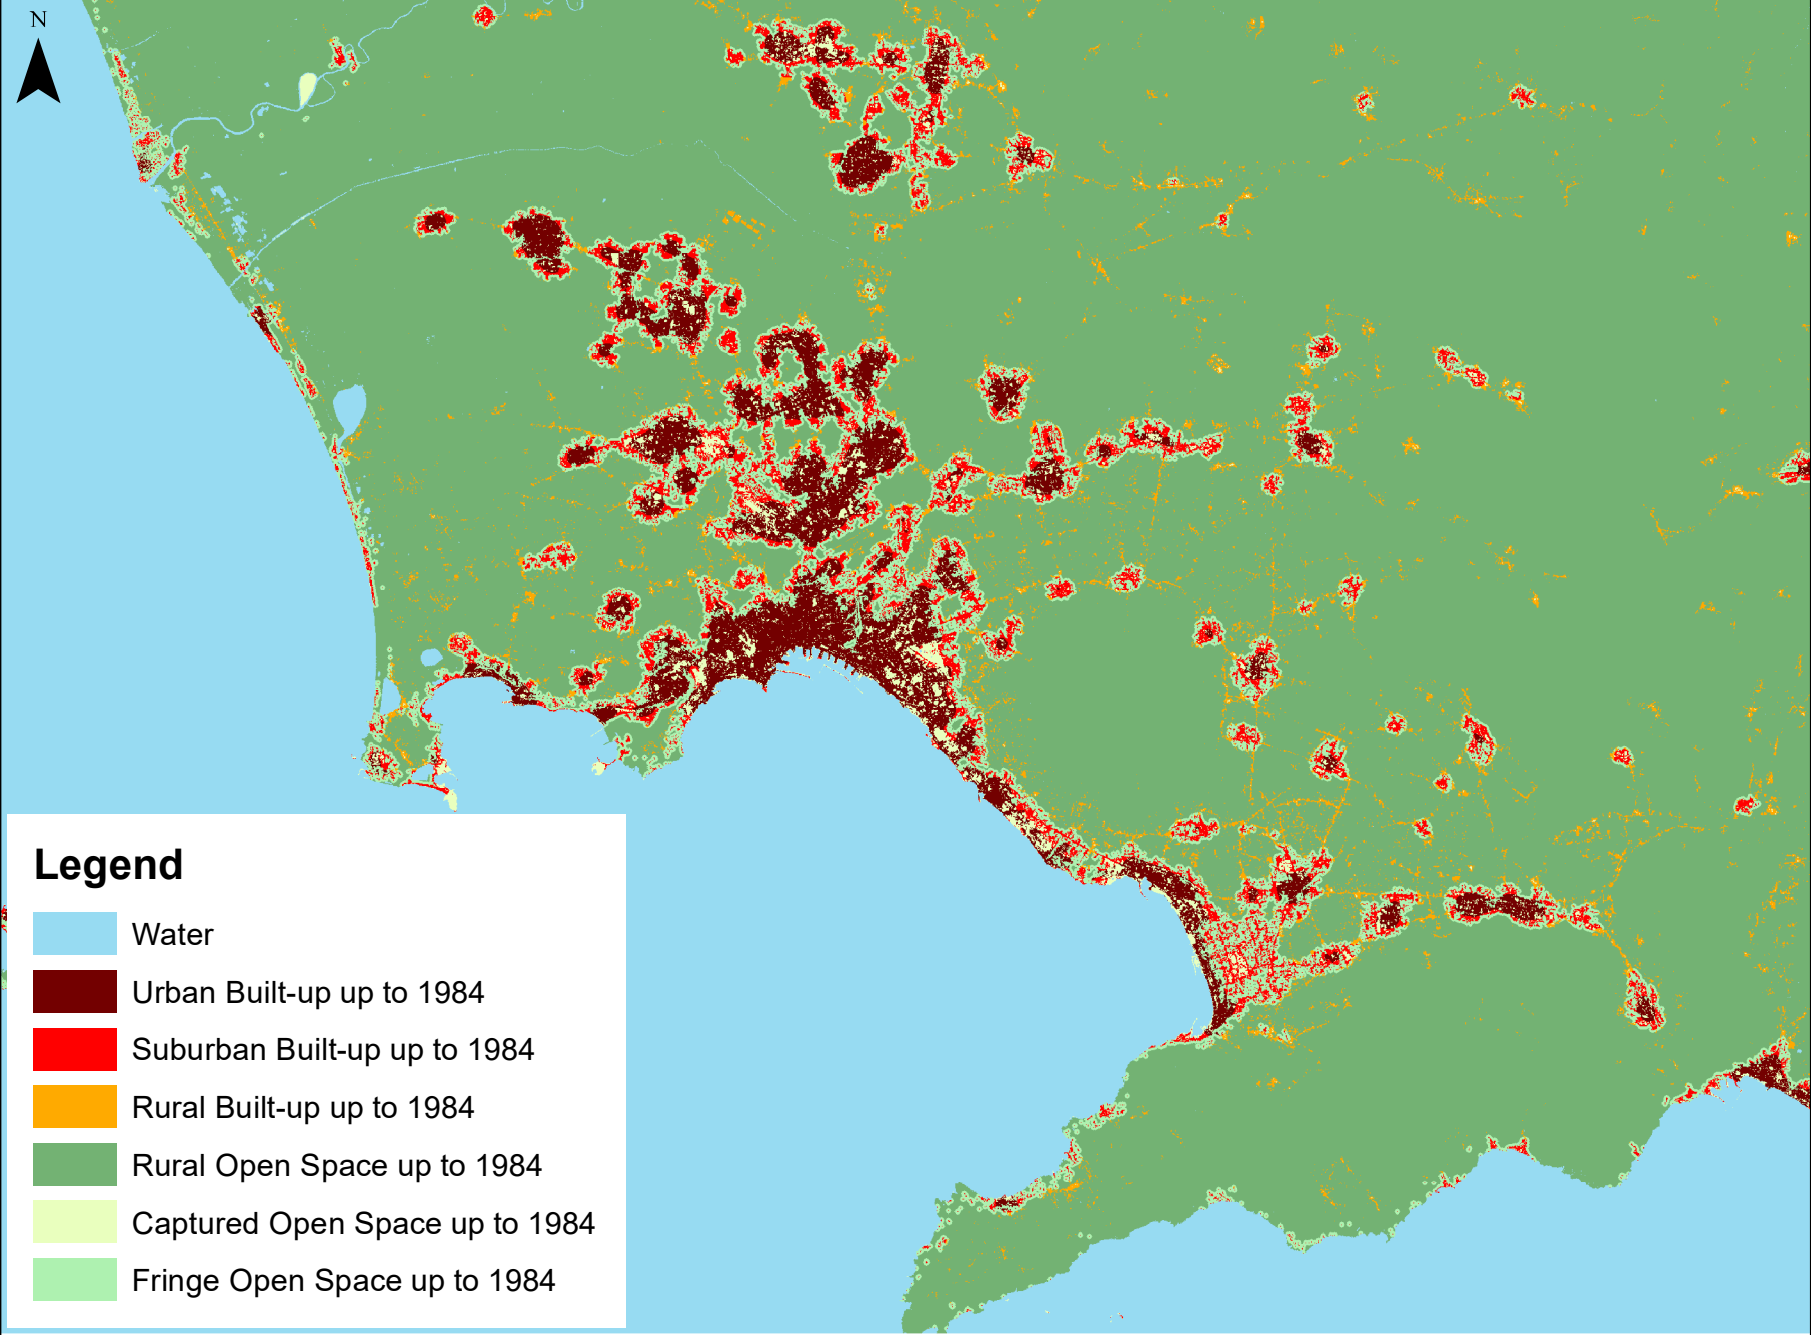 N
Legend
Water
Urban Built-up up to 1984
Suburban Built-up up to 1984
Rural Built-up up to 1984
Rural Open Space up to 1984
Captured Open Space up to 1984
Fringe Open Space up to 1984